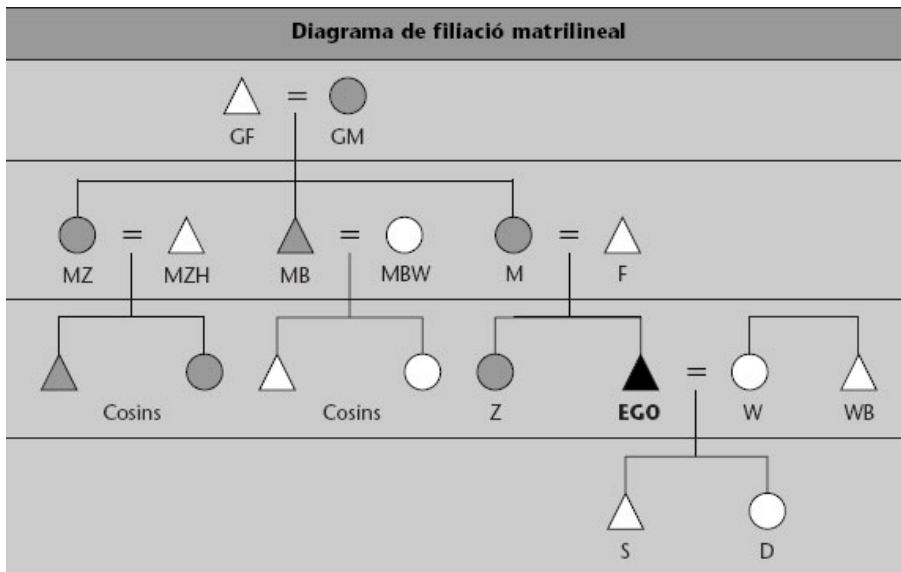 Diagrama de filiació matrilineal
=
GF GM
= = =
MZ MZH MB MBW M F
=
Cosins Cosins Z EGO W WB
S D